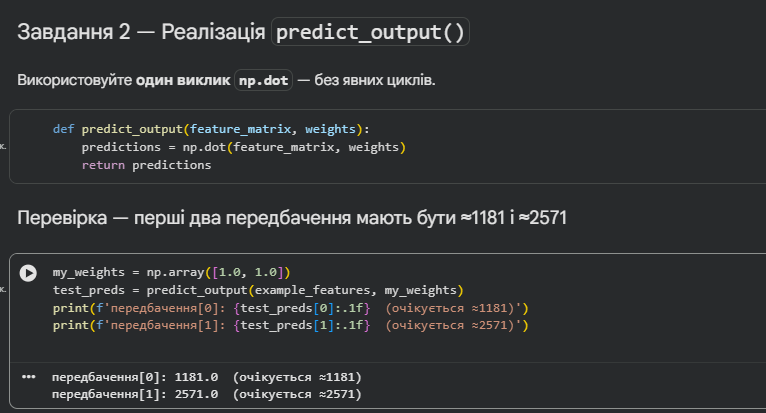 Завдання 2 — Реалізація predict_output()
Використовуйте один виклик np.dot — без явних циклів.
def predict_output(feature_matrix, weights):
    predictions = np.dot(feature_matrix, weights)
    return predictions
к.
Перевірка — перші два передбачення мають бути ≈1181 і ≈2571
my_weights = np.array([1.0, 1.0])
test_preds = predict_output(example_features, my_weights)
к.
print(f'передбачення[0]: {test_preds[0]:.1f}  (очікується ≈1181)')
print(f'передбачення[1]: {test_preds[1]:.1f}  (очікується ≈2571)')
••• передбачення[0]: 1181.0  (очікується ≈1181)
передбачення[1]: 2571.0  (очікується ≈2571)